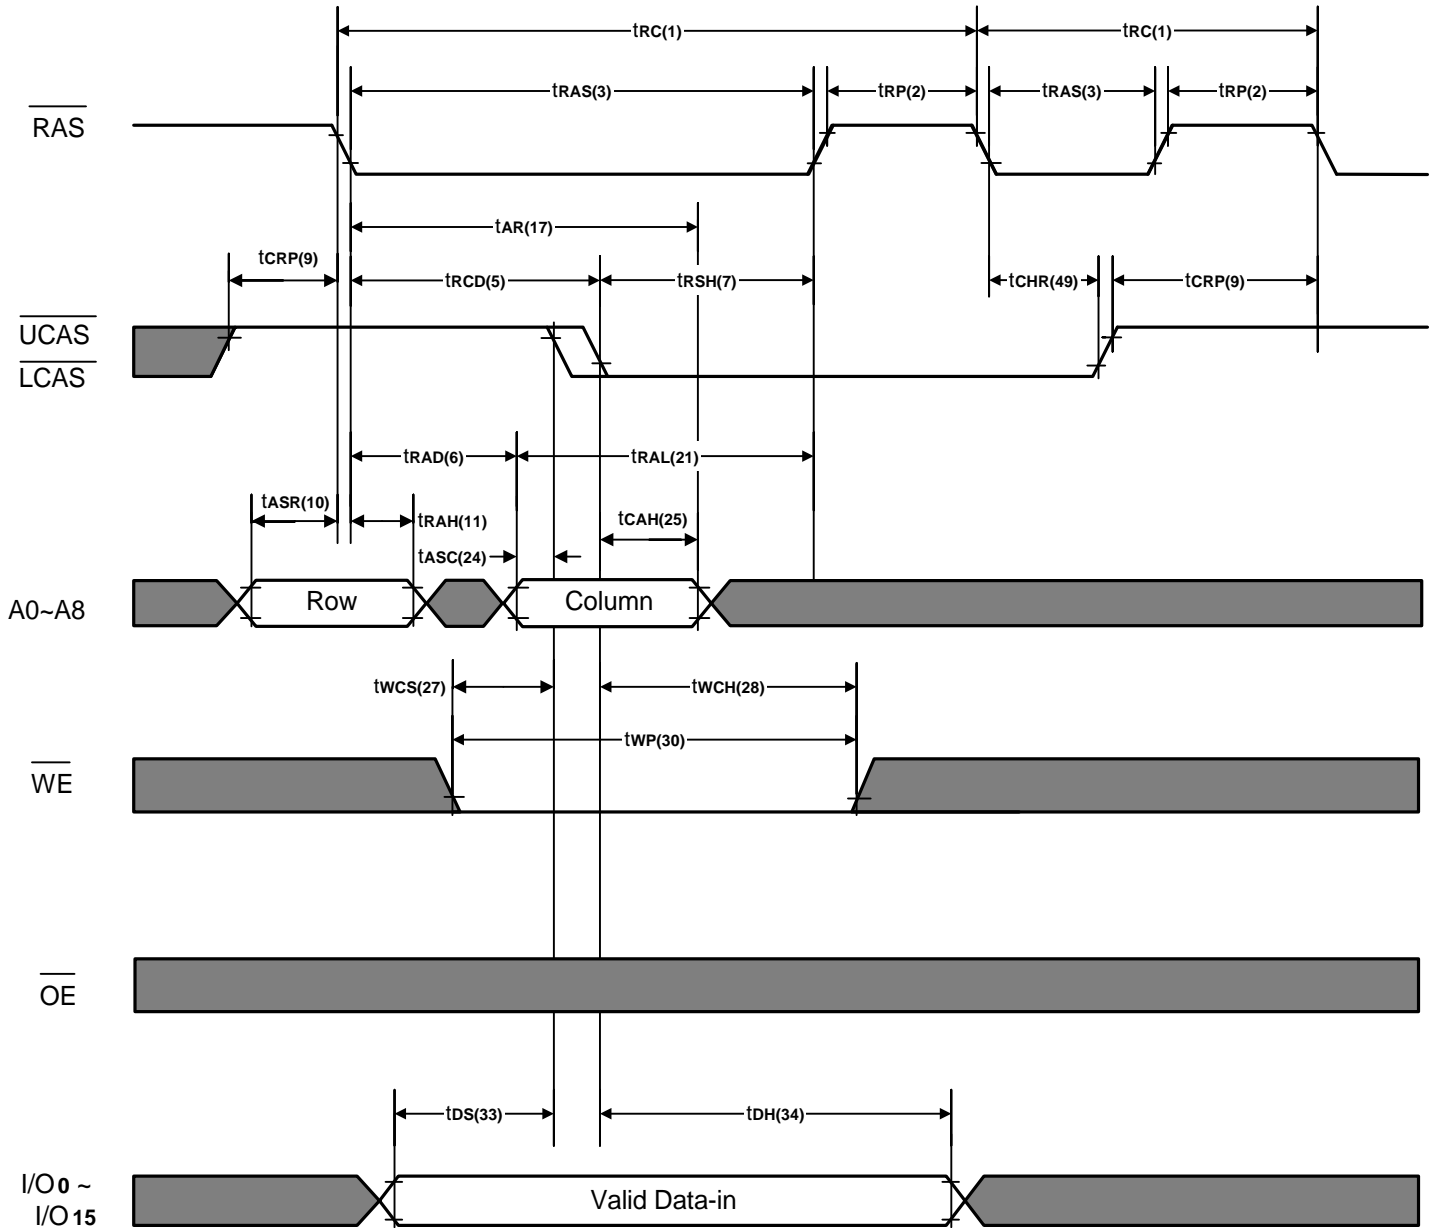 tRC(1) tRC(1)
tRAS(3) tRP(2) tRAS(3) tRP(2)
RAS
tAR(17)
tCRP(9) tRCD(5) tRSH(7) tCHR(49) tCRP(9)
UCAS
LCAS
tRAD(6) tRAL(21)
tASR(10) tRAH(11) tCAH(25)
tASC(24)
A0~A8 Row Column
tWCS(27) tWCH(28)
tWP(30)
WE
OE
tDS(33) tDH(34)
I/O0 ~ Valid Data-in
I/O15